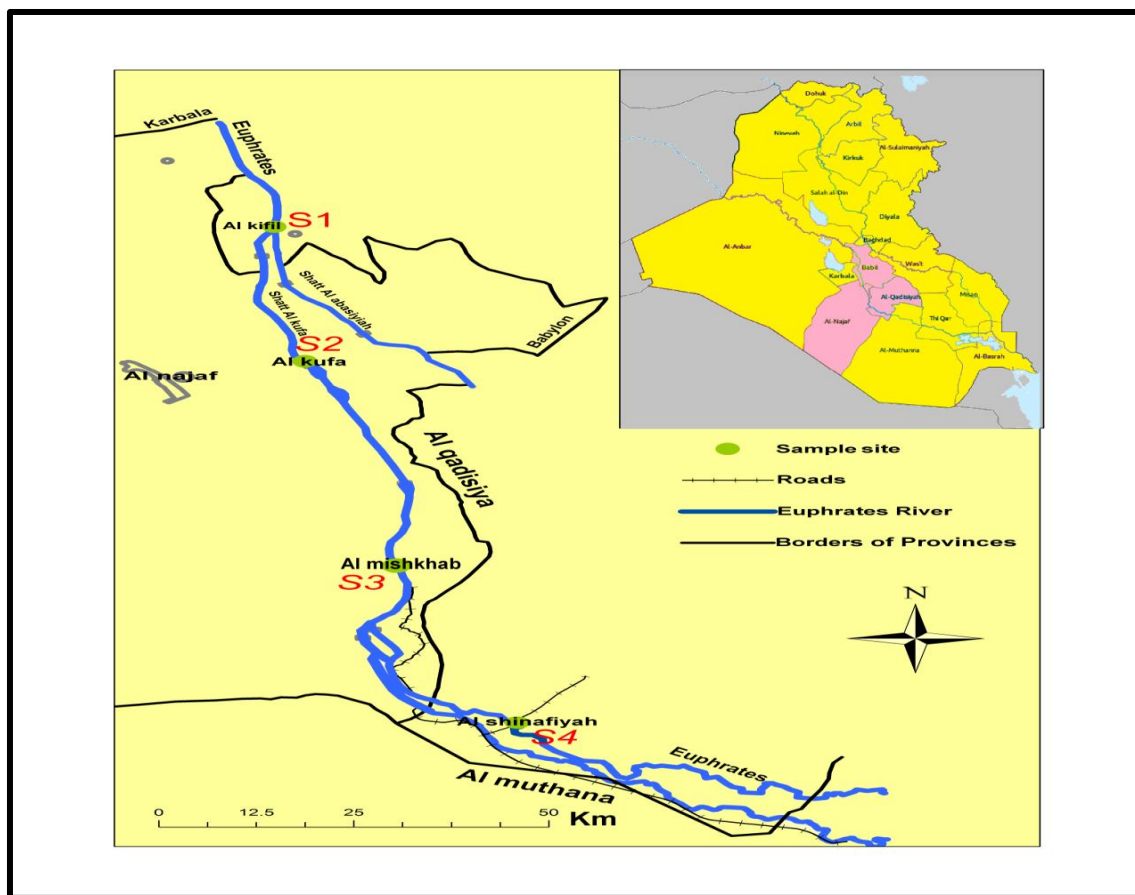 Karbala
Euphrates
Al kifil
S1
Shatt Al abasiyiah
Shatt Al kufa
S2
Al kufa
Babylon
Al najaf
Al qadisiya
Al mishkhab
S3
Al shinafiyah
S4
Euphrates
Al muthana
0 12.5 25 50
Km
Dohuk
Arbil
Nineveh
Al-Sulaimaniyah
Kirkuk
Salah al-Din
Diyala
Al-Anbar
Baghdad
Wasit
Babil
Karbala
Al-Qadisiyah
Misan
Al-Najaf
Thi Qar
Al-Muthanna
Al-Basrah
Sample site
Roads
Euphrates River
Borders of Provinces
N